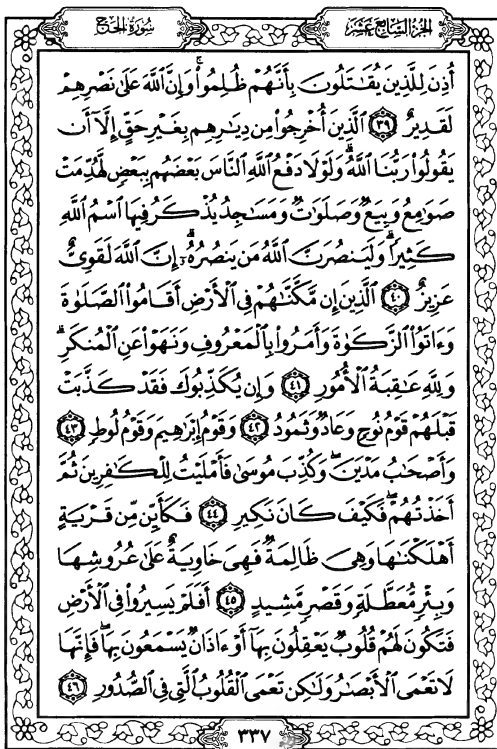 الجزء السابع عشر
سورة الحج
أُذِنَ لِلَّذِينَ يُقَٰتَلُونَ بِأَنَّهُمْ ظُلِمُوا۟ ۚ وَإِنَّ ٱللَّهَ عَلَىٰ نَصْرِهِمْ
لَقَدِيرٌ ﴿٣٩﴾ ٱلَّذِينَ أُخْرِجُوا۟ مِن دِيَٰرِهِم بِغَيْرِ حَقٍّ إِلَّآ أَن
يَقُولُوا۟ رَبُّنَا ٱللَّهُ ۗ وَلَوْلَا دَفْعُ ٱللَّهِ ٱلنَّاسَ بَعْضَهُم بِبَعْضٍ لَّهُدِّمَتْ
صَوَٰمِعُ وَبِيَعٌ وَصَلَوَٰتٌ وَمَسَٰجِدُ يُذْكَرُ فِيهَا ٱسْمُ ٱللَّهِ
كَثِيرًا ۗ وَلَيَنصُرَنَّ ٱللَّهُ مَن يَنصُرُهُۥٓ ۗ إِنَّ ٱللَّهَ لَقَوِىٌّ
عَزِيزٌ ﴿٤٠﴾ ٱلَّذِينَ إِن مَّكَّنَّٰهُمْ فِى ٱلْأَرْضِ أَقَامُوا۟ ٱلصَّلَوٰةَ
وَءَاتَوُا۟ ٱلزَّكَوٰةَ وَأَمَرُوا۟ بِٱلْمَعْرُوفِ وَنَهَوْا۟ عَنِ ٱلْمُنكَرِ ۗ
وَلِلَّهِ عَٰقِبَةُ ٱلْأُمُورِ ﴿٤١﴾ وَإِن يُكَذِّبُوكَ فَقَدْ كَذَّبَتْ
قَبْلَهُمْ قَوْمُ نُوحٍ وَعَادٌ وَثَمُودُ ﴿٤٢﴾ وَقَوْمُ إِبْرَٰهِيمَ وَقَوْمُ لُوطٍ ﴿٤٣﴾
وَأَصْحَٰبُ مَدْيَنَ ۖ وَكُذِّبَ مُوسَىٰ فَأَمْلَيْتُ لِلْكَٰفِرِينَ ثُمَّ
أَخَذْتُهُمْ ۖ فَكَيْفَ كَانَ نَكِيرِ ﴿٤٤﴾ فَكَأَيِّن مِّن قَرْيَةٍ
أَهْلَكْنَٰهَا وَهِىَ ظَالِمَةٌ فَهِىَ خَاوِيَةٌ عَلَىٰ عُرُوشِهَا
وَبِئْرٍ مُّعَطَّلَةٍ وَقَصْرٍ مَّشِيدٍ ﴿٤٥﴾ أَفَلَمْ يَسِيرُوا۟ فِى ٱلْأَرْضِ
فَتَكُونَ لَهُمْ قُلُوبٌ يَعْقِلُونَ بِهَآ أَوْ ءَاذَانٌ يَسْمَعُونَ بِهَا ۖ فَإِنَّهَا
لَا تَعْمَى ٱلْأَبْصَٰرُ وَلَٰكِن تَعْمَى ٱلْقُلُوبُ ٱلَّتِى فِى ٱلصُّدُورِ ﴿٤٦﴾
٣٣٧